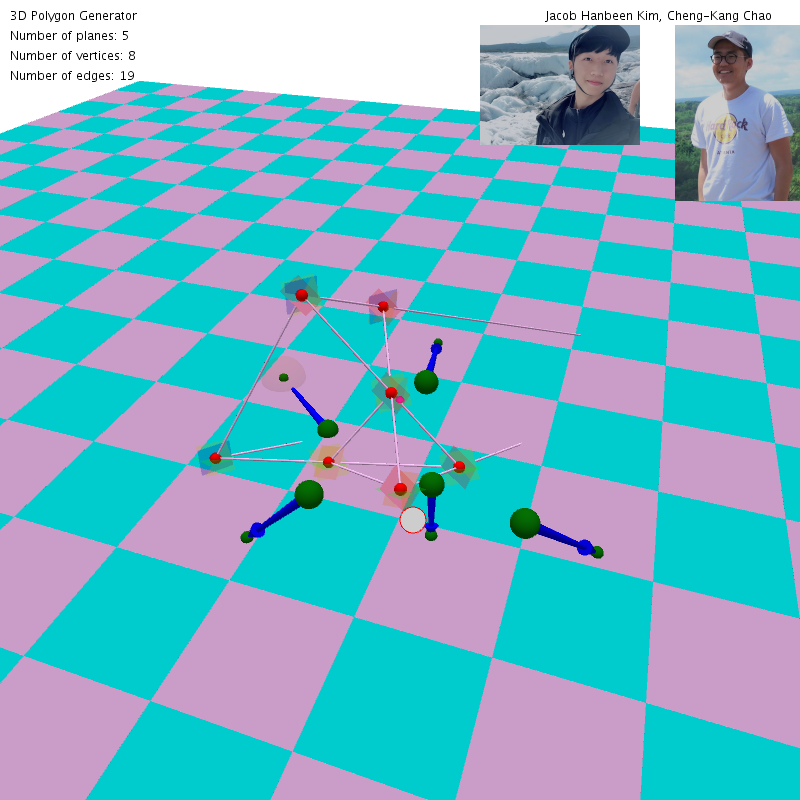 3D Polygon Generator
Jacob Hanbeen Kim, Cheng-Kang Chao
Number of planes: 5
Number of vertices: 8
Number of edges: 19